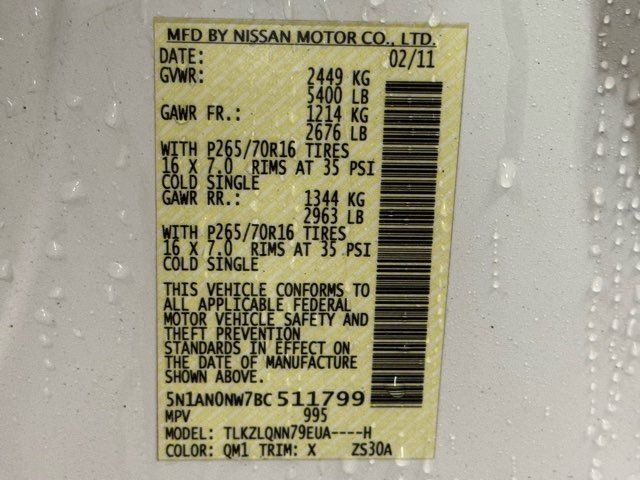 MFD BY NISSAN MOTOR CO., LTD.
DATE: 02/11
GVWR: 2449 KG
5400 LB
GAWR FR.: 1214 KG
2676 LB
WITH P265/70R16 TIRES
16 X 7.0 RIMS AT 35 PSI
COLD SINGLE
GAWR RR.: 1344 KG
2963 LB
WITH P265/70R16 TIRES
16 X 7.0 RIMS AT 35 PSI
COLD SINGLE
THIS VEHICLE CONFORMS TO
ALL APPLICABLE FEDERAL
MOTOR VEHICLE SAFETY AND
THEFT PREVENTION
STANDARDS IN EFFECT ON
THE DATE OF MANUFACTURE
SHOWN ABOVE.
5N1AN0NW7BC 511799
MPV 995
MODEL: TLKZLQNN79EUA----H
COLOR: QM1 TRIM: X ZS30A